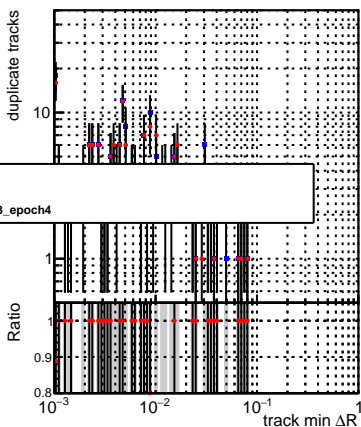 duplicate tracks
10
3_epoch4
1
Ratio
1
0.9
0.8
10⁻³
10⁻²
10⁻¹
1
track min ΔR